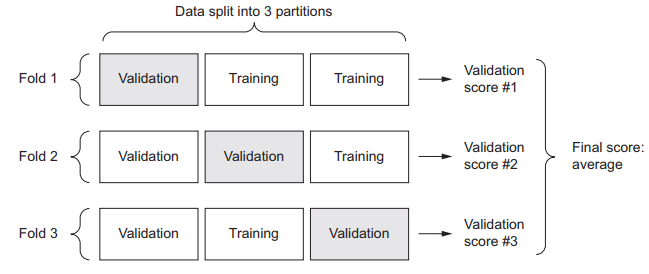 Data split into 3 partitions
Fold 1 Validation Training Training Validation
score #1
Fold 2 Validation Validation Training Validation
score #2
Final score:
average
Fold 3 Validation Training Validation Validation
score #3